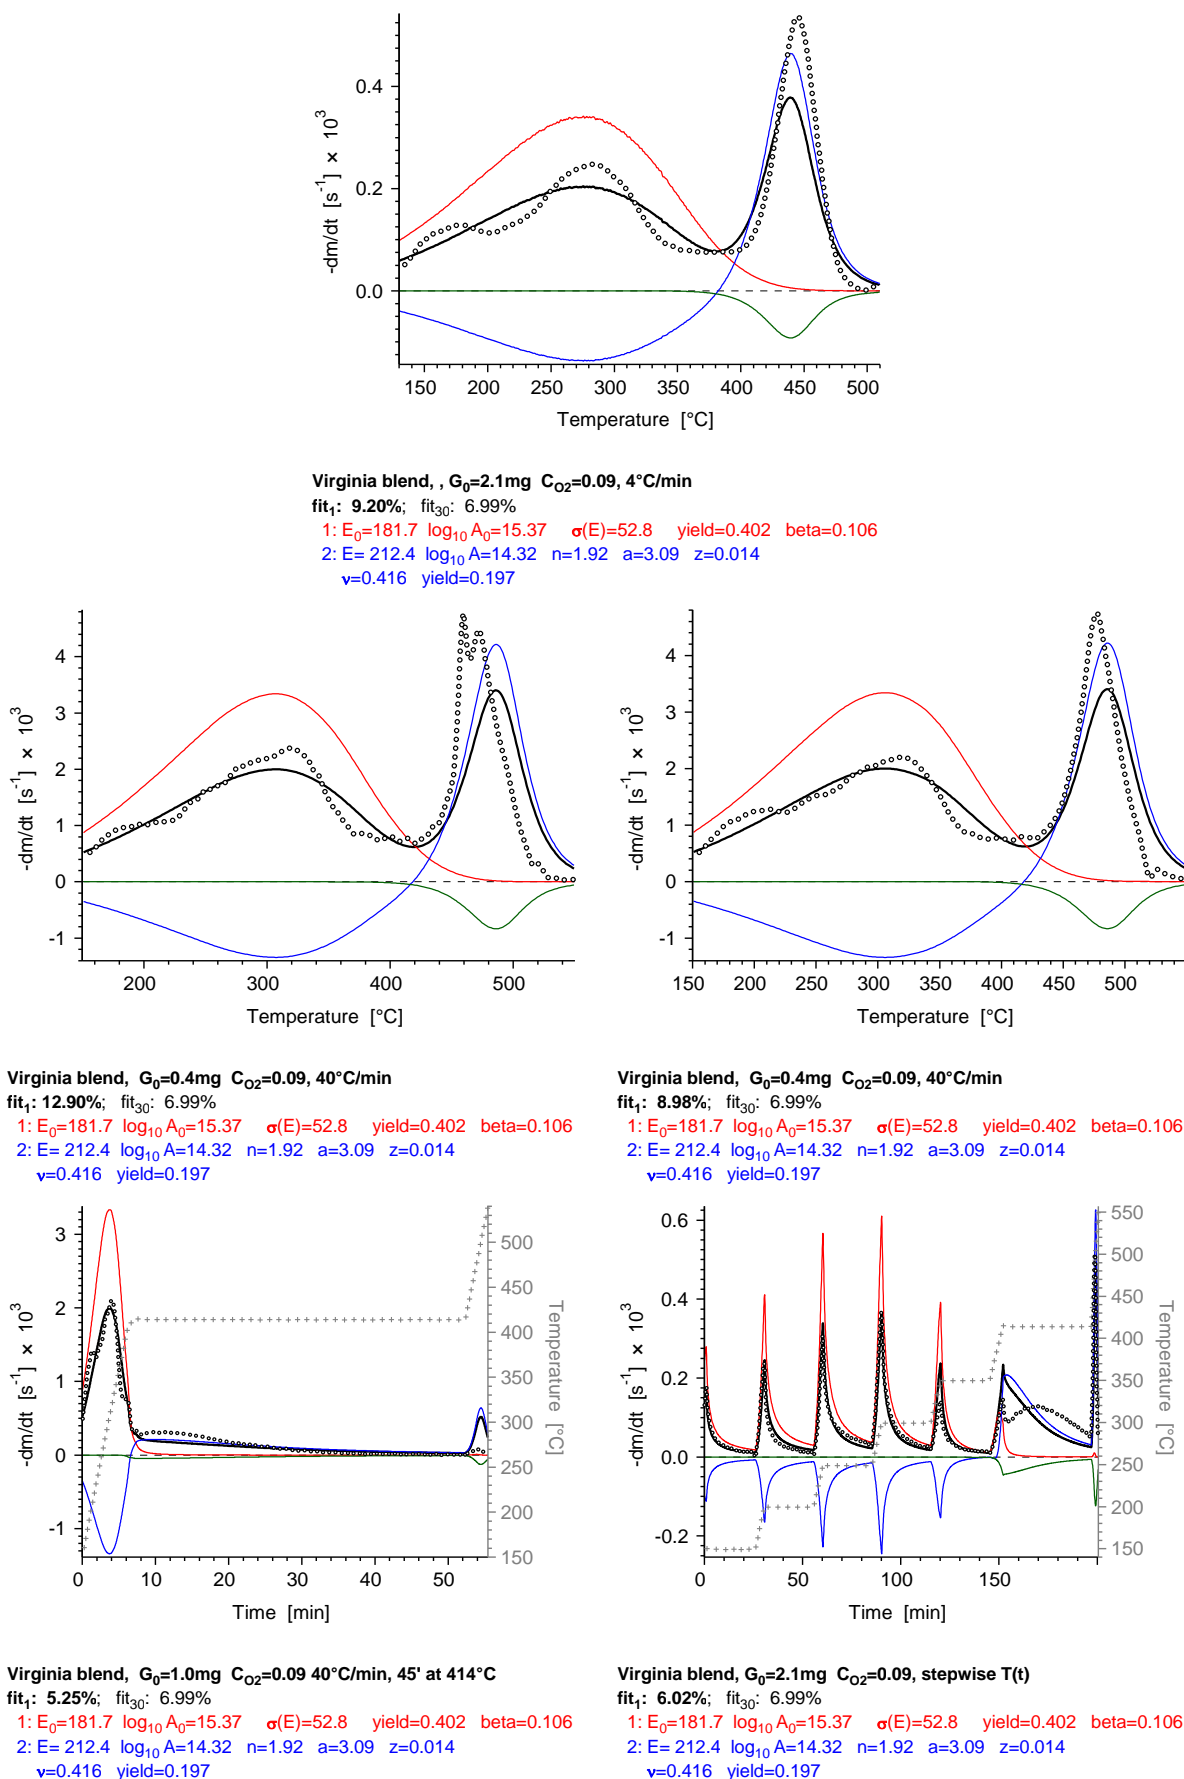 -dm/dt [s-1] × 103
0.4
0.2
0.0
150 200 250 300 350 400 450 500
Temperature [°C]
Virginia blend, , G0=2.1mg CO2=0.09, 4°C/min
fit1: 9.20%; fit30: 6.99%
1: E0=181.7 log10 A0=15.37 σ(E)=52.8 yield=0.402 beta=0.106
2: E= 212.4 log10 A=14.32 n=1.92 a=3.09 z=0.014
ν=0.416 yield=0.197
-dm/dt [s-1] × 103
4
3
2
1
0
-1
200 300 400 500
Temperature [°C]
Virginia blend, G0=0.4mg CO2=0.09, 40°C/min
fit1: 12.90%; fit30: 6.99%
1: E0=181.7 log10 A0=15.37 σ(E)=52.8 yield=0.402 beta=0.106
2: E= 212.4 log10 A=14.32 n=1.92 a=3.09 z=0.014
ν=0.416 yield=0.197
-dm/dt [s-1] × 103
4
3
2
1
0
-1
150 200 250 300 350 400 450 500
Temperature [°C]
Virginia blend, G0=0.4mg CO2=0.09, 40°C/min
fit1: 8.98%; fit30: 6.99%
1: E0=181.7 log10 A0=15.37 σ(E)=52.8 yield=0.402 beta=0.106
2: E= 212.4 log10 A=14.32 n=1.92 a=3.09 z=0.014
ν=0.416 yield=0.197
-dm/dt [s-1] × 103
3
2
1
0
-1
0 10 20 30 40 50
Time [min]
500
450
400
350
300
250
200
150
Temperature [°C]
Virginia blend, G0=1.0mg CO2=0.09 40°C/min, 45' at 414°C
fit1: 5.25%; fit30: 6.99%
1: E0=181.7 log10 A0=15.37 σ(E)=52.8 yield=0.402 beta=0.106
2: E= 212.4 log10 A=14.32 n=1.92 a=3.09 z=0.014
ν=0.416 yield=0.197
-dm/dt [s-1] × 103
0.6
0.4
0.2
0.0
-0.2
0 50 100 150
Time [min]
550
500
450
400
350
300
250
200
150
Temperature [°C]
Virginia blend, G0=2.1mg CO2=0.09, stepwise T(t)
fit1: 6.02%; fit30: 6.99%
1: E0=181.7 log10 A0=15.37 σ(E)=52.8 yield=0.402 beta=0.106
2: E= 212.4 log10 A=14.32 n=1.92 a=3.09 z=0.014
ν=0.416 yield=0.197